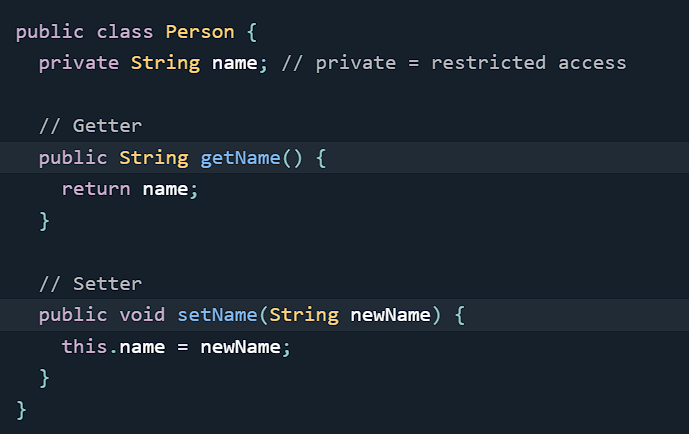 public class Person {
  private String name; // private = restricted access

  // Getter
  public String getName() {
    return name;
  }

  // Setter
  public void setName(String newName) {
    this.name = newName;
  }
}